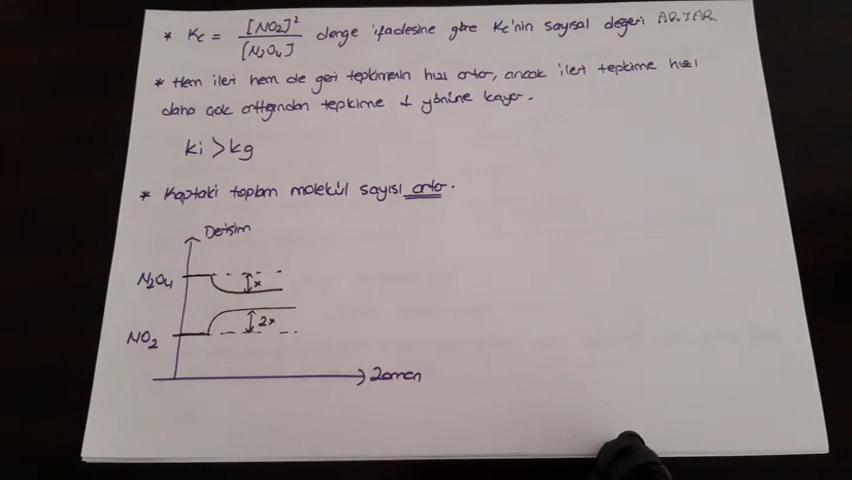 * Kc = [NO2]² / [N2O4] denge ifadesine göre Kc'nin sayısal değeri ARTAR
* Hem ileri hem de geri tepkimenin hızı artar, ancak ileri tepkime hızı
daha çok arttığından tepkime + yönüne kayar.
ki > kg
* Kaptaki toplam molekül sayısı artar.
Derişim
N2O4
x
2x
NO2
Zaman